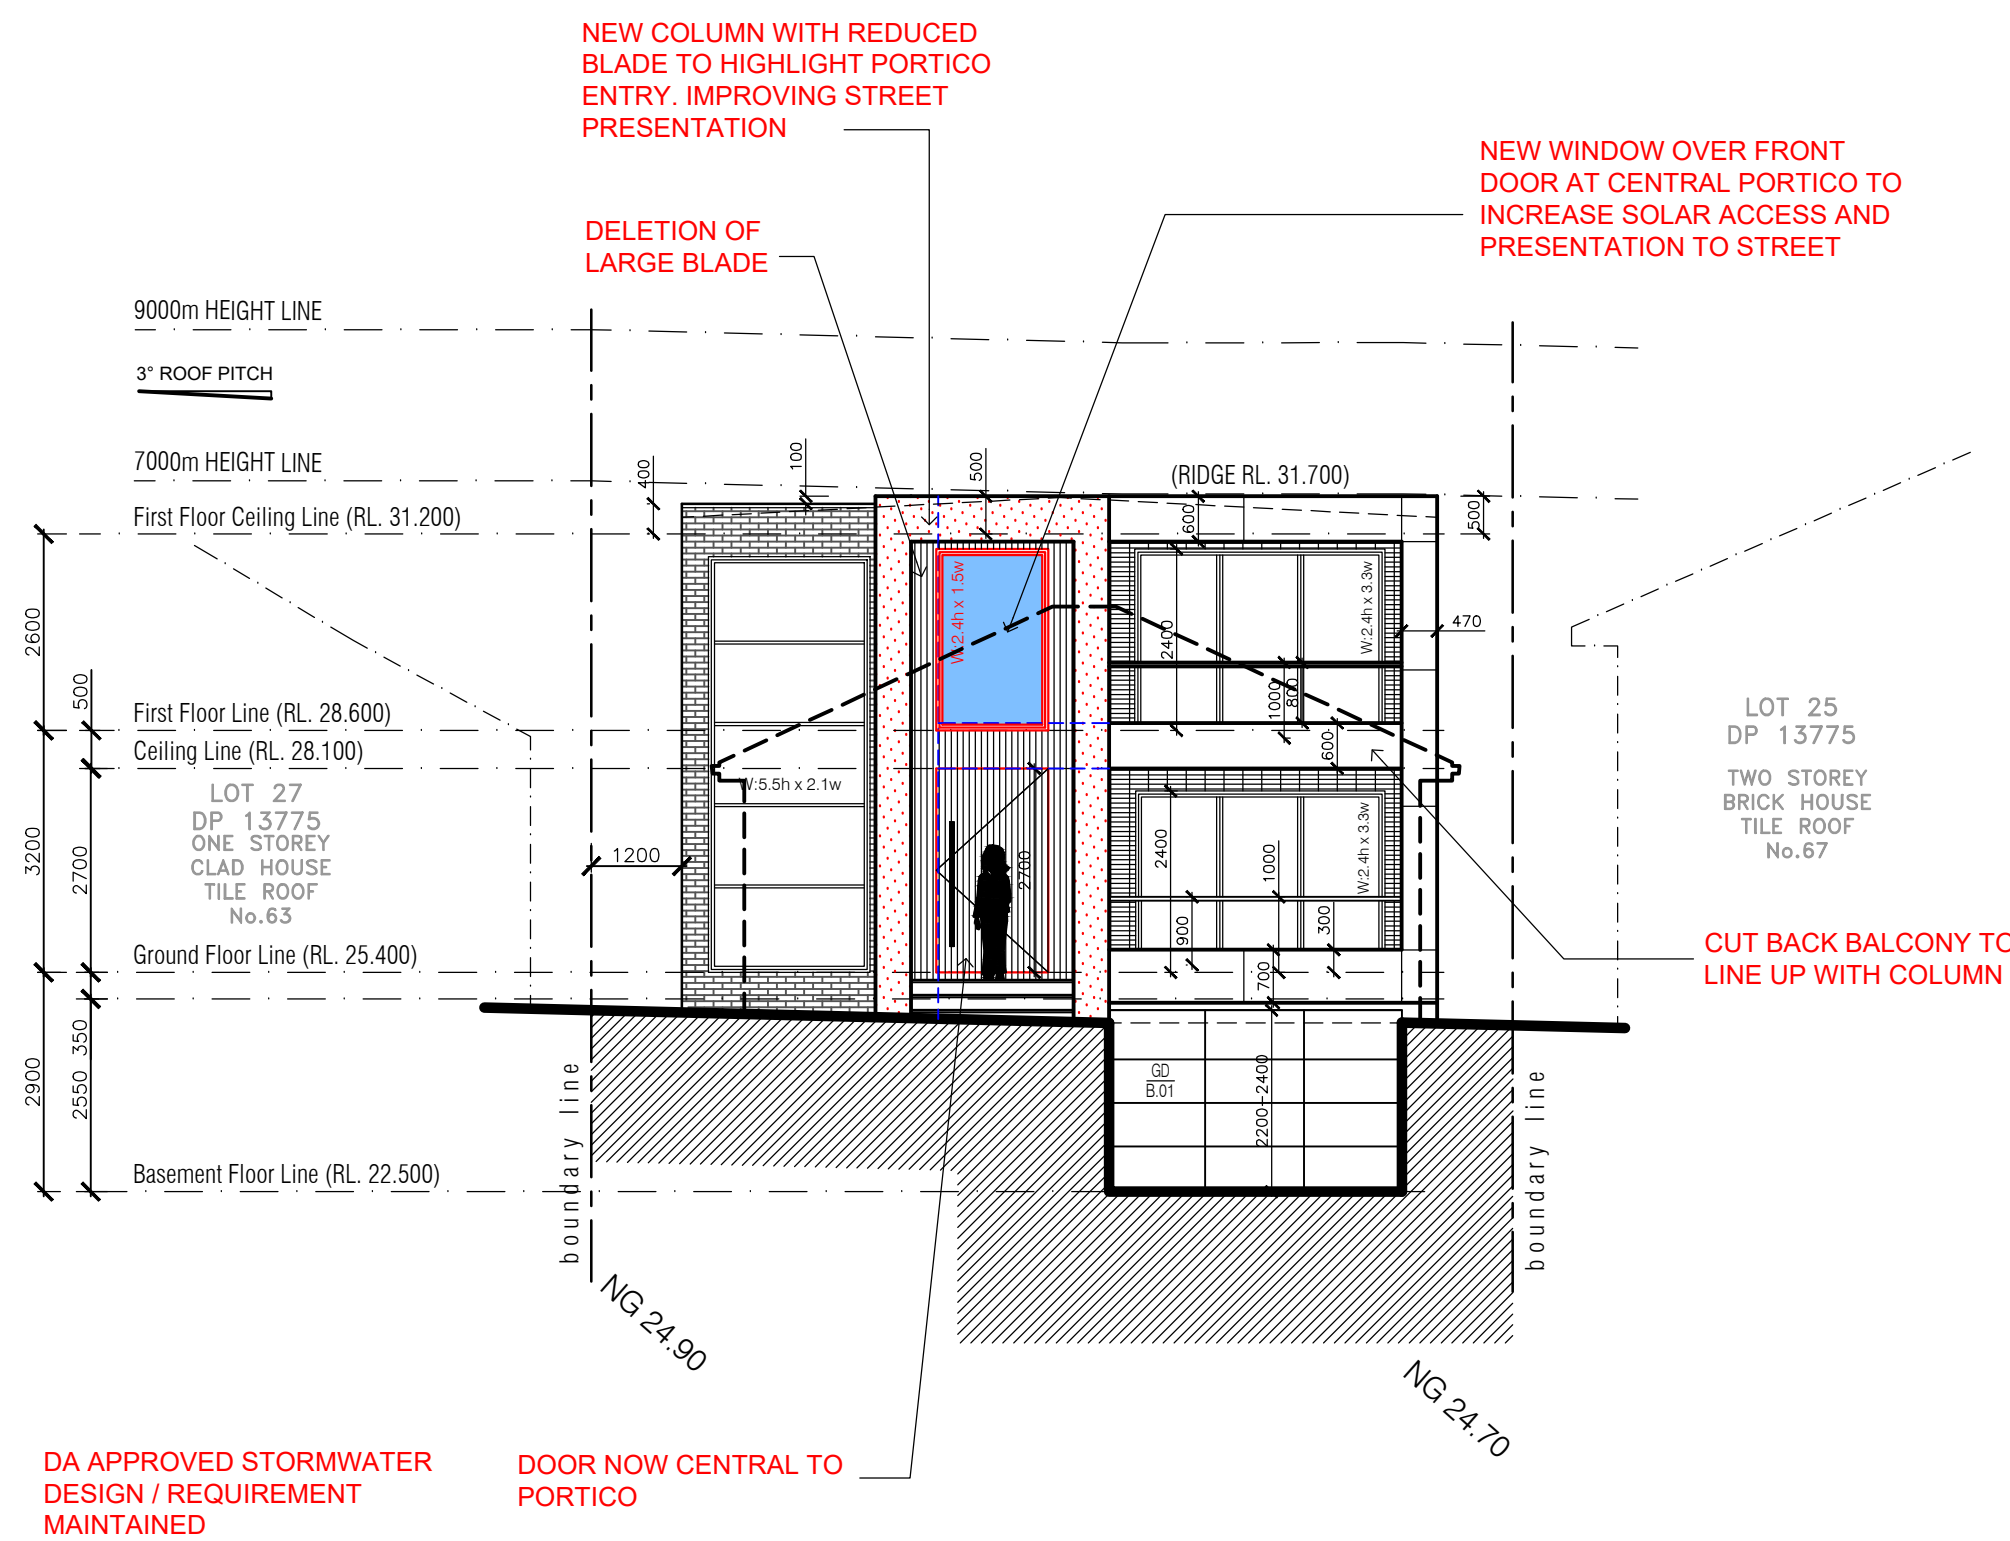 NEW COLUMN WITH REDUCED
BLADE TO HIGHLIGHT PORTICO
ENTRY. IMPROVING STREET
PRESENTATION
NEW WINDOW OVER FRONT
DOOR AT CENTRAL PORTICO TO
INCREASE SOLAR ACCESS AND
PRESENTATION TO STREET
DELETION OF
LARGE BLADE
9000m HEIGHT LINE
3° ROOF PITCH
7000m HEIGHT LINE
400
100
500
(RIDGE RL. 31.700)
600
500
First Floor Ceiling Line (RL. 31.200)
2600
W:2.4h x 1.5w
2400
W:2.4h x 3.3w
470
500
1000
800
First Floor Line (RL. 28.600)
Ceiling Line (RL. 28.100)
600
W:5.5h x 2.1w
LOT 27
DP 13775
ONE STOREY
CLAD HOUSE
TILE ROOF
No.63
LOT 25
DP 13775
TWO STOREY
BRICK HOUSE
TILE ROOF
No.67
3200
2700
1200
2700
2400
1000
W:2.4h x 3.3w
900
300
CUT BACK BALCONY TO
LINE UP WITH COLUMN
Ground Floor Line (RL. 25.400)
700
350
2900
2550
GD
B.01
2200-2400
boundary line
boundary line
Basement Floor Line (RL. 22.500)
NG 24.90
NG 24.70
DA APPROVED STORMWATER
DESIGN / REQUIREMENT
MAINTAINED
DOOR NOW CENTRAL TO
PORTICO